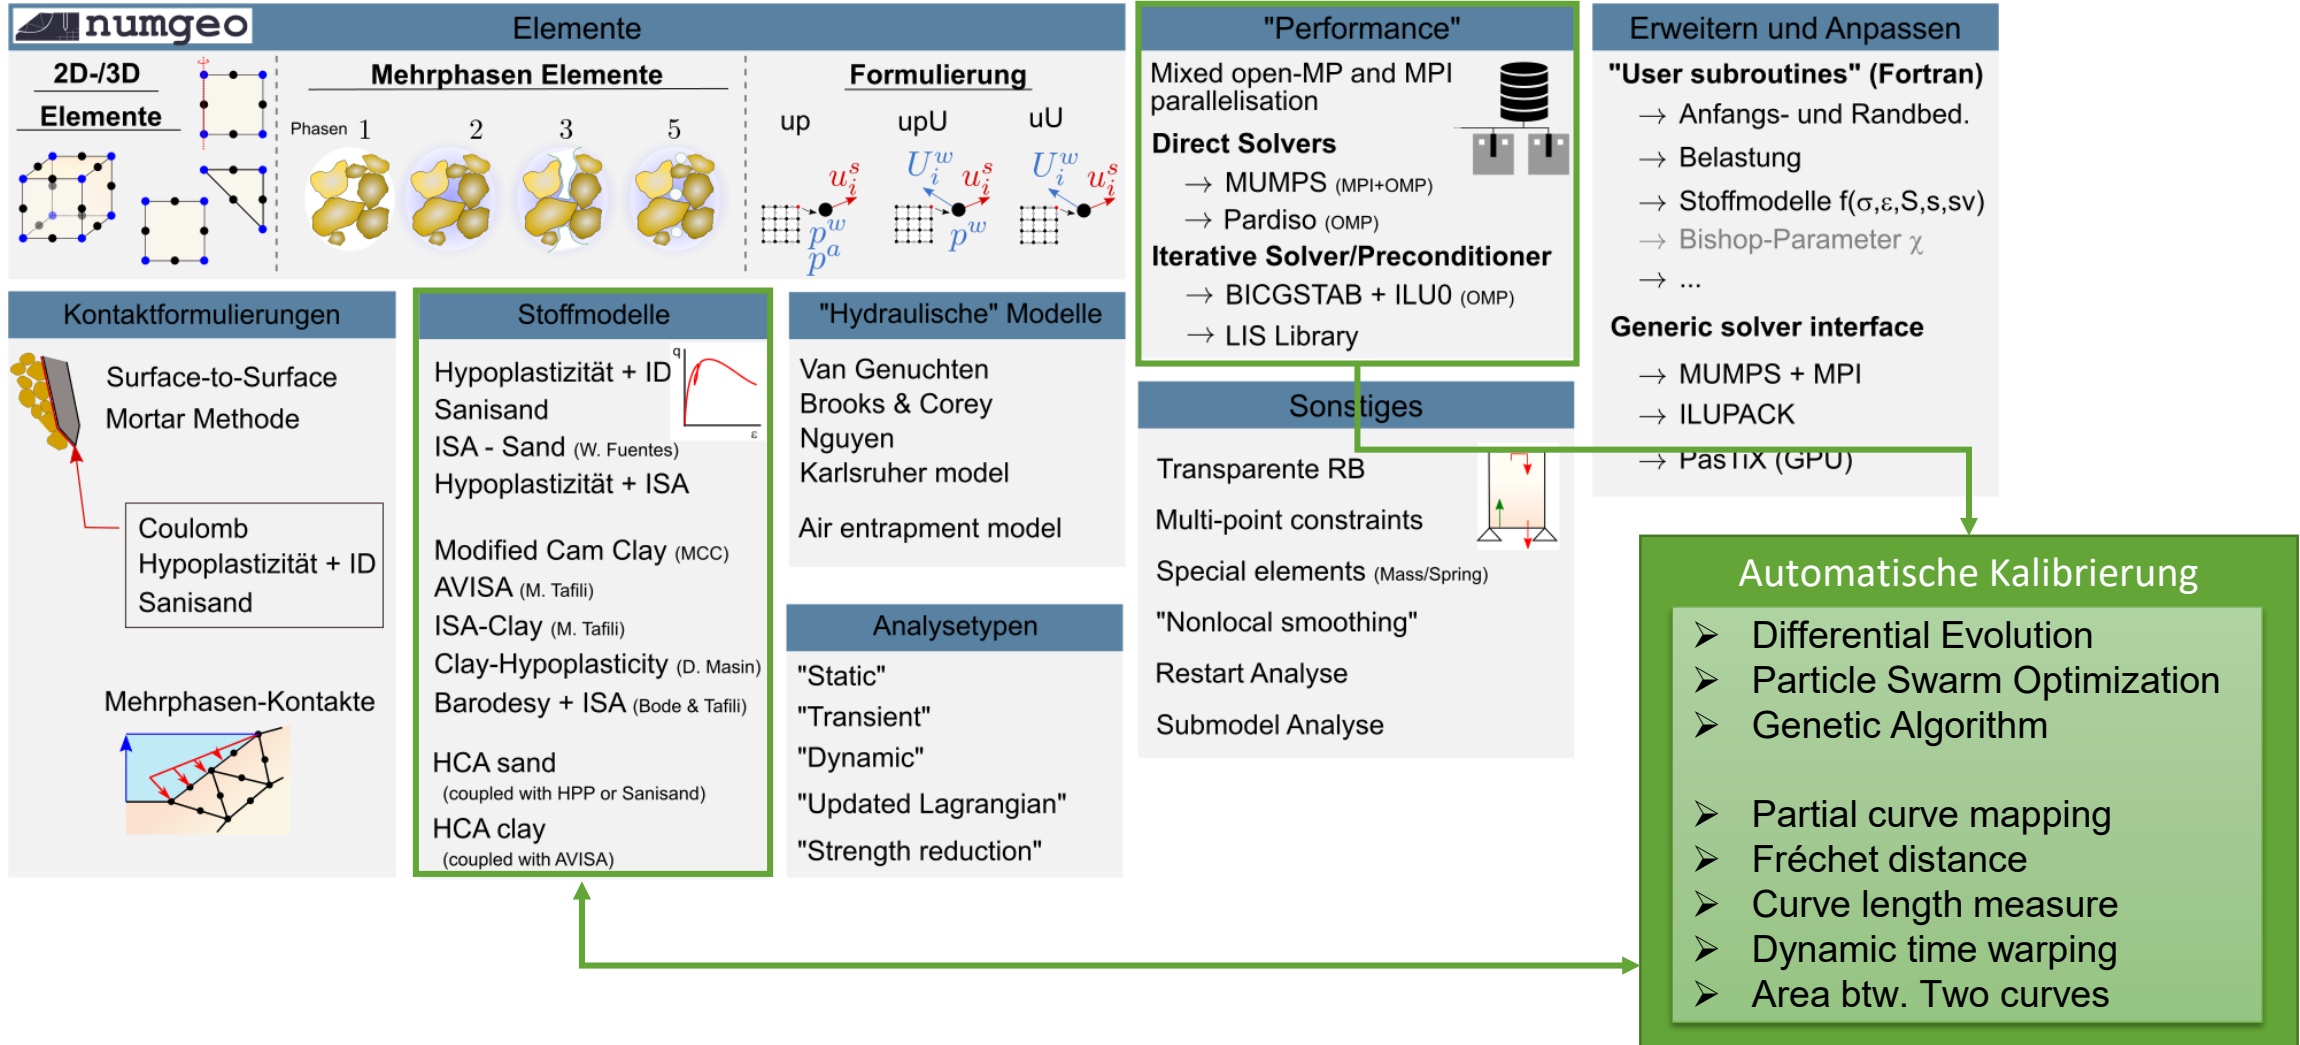 numgeo
Elemente
2D-/3D
Elemente
Mehrphasen Elemente
Phasen 1 2 3 5
Formulierung
up upU uU
u_i^s
p^w
p^a
U_i^w u_i^s
p^w
U_i^w u_i^s
"Performance"
Mixed open-MP and MPI
parallelisation
Direct Solvers
→ MUMPS (MPI+OMP)
→ Pardiso (OMP)
Iterative Solver/Preconditioner
→ BICGSTAB + ILU0 (OMP)
→ LIS Library
Erweitern und Anpassen
"User subroutines" (Fortran)
→ Anfangs- und Randbed.
→ Belastung
→ Stoffmodelle f(σ,ε,S,s,sv)
→ Bishop-Parameter χ
→ ...
Generic solver interface
→ MUMPS + MPI
→ ILUPACK
→ PasTiX (GPU)
Kontaktformulierungen
Surface-to-Surface
Mortar Methode
Coulomb
Hypoplastizität + ID
Sanisand
Mehrphasen-Kontakte
Stoffmodelle
Hypoplastizität + ID
q
ε
Sanisand
ISA - Sand (W. Fuentes)
Hypoplastizität + ISA
Modified Cam Clay (MCC)
AVISA (M. Tafili)
ISA-Clay (M. Tafili)
Clay-Hypoplasticity (D. Masin)
Barodesy + ISA (Bode & Tafili)
HCA sand
(coupled with HPP or Sanisand)
HCA clay
(coupled with AVISA)
"Hydraulische" Modelle
Van Genuchten
Brooks & Corey
Nguyen
Karlsruher model
Air entrapment model
Analysetypen
"Static"
"Transient"
"Dynamic"
"Updated Lagrangian"
"Strength reduction"
Sonstiges
Transparente RB
Multi-point constraints
Special elements (Mass/Spring)
"Nonlocal smoothing"
Restart Analyse
Submodel Analyse
Automatische Kalibrierung
➢ Differential Evolution
➢ Particle Swarm Optimization
➢ Genetic Algorithm
➢ Partial curve mapping
➢ Fréchet distance
➢ Curve length measure
➢ Dynamic time warping
➢ Area btw. Two curves